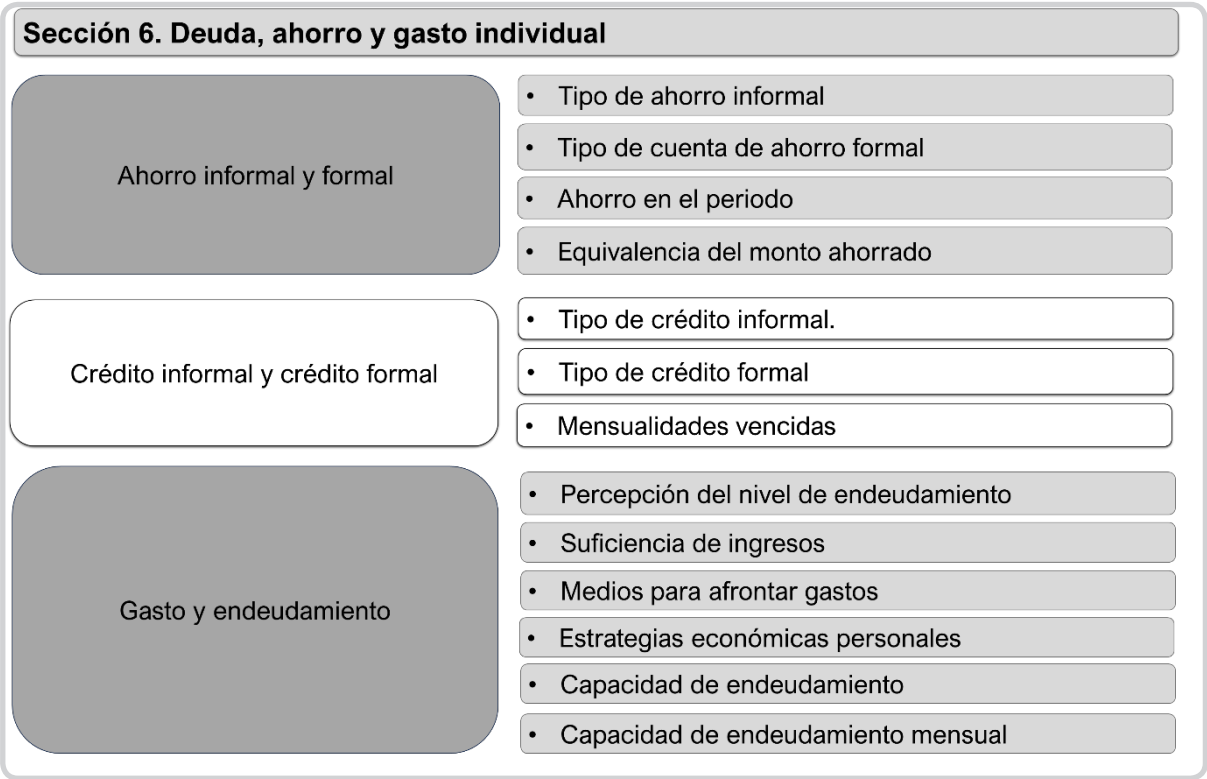 Sección 6. Deuda, ahorro y gasto individual
Ahorro informal y formal
• Tipo de ahorro informal
• Tipo de cuenta de ahorro formal
• Ahorro en el periodo
• Equivalencia del monto ahorrado
Crédito informal y crédito formal
• Tipo de crédito informal.
• Tipo de crédito formal
• Mensualidades vencidas
Gasto y endeudamiento
• Percepción del nivel de endeudamiento
• Suficiencia de ingresos
• Medios para afrontar gastos
• Estrategias económicas personales
• Capacidad de endeudamiento
• Capacidad de endeudamiento mensual